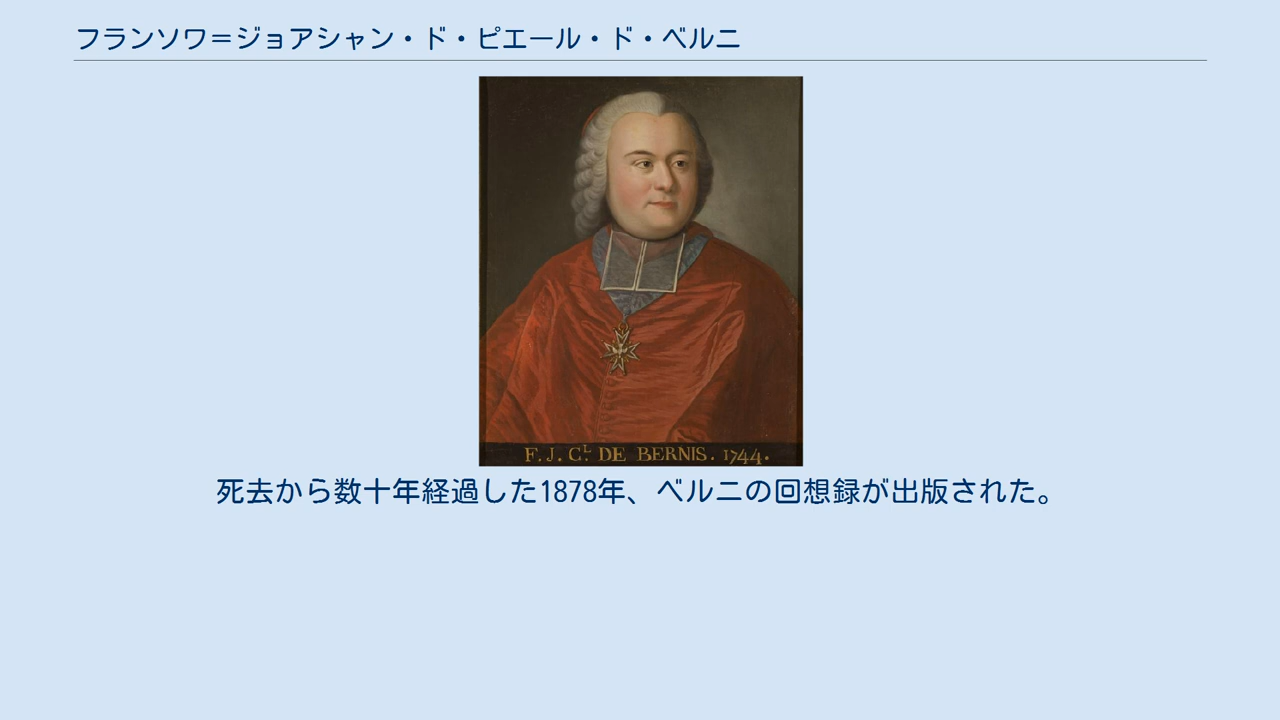 フランソワ＝ジョアシャン・ド・ピエール・ド・ベルニ
F. J. C.L DE BERNIS. 1744.
死去から数十年経過した1878年、ベルニの回想録が出版された。